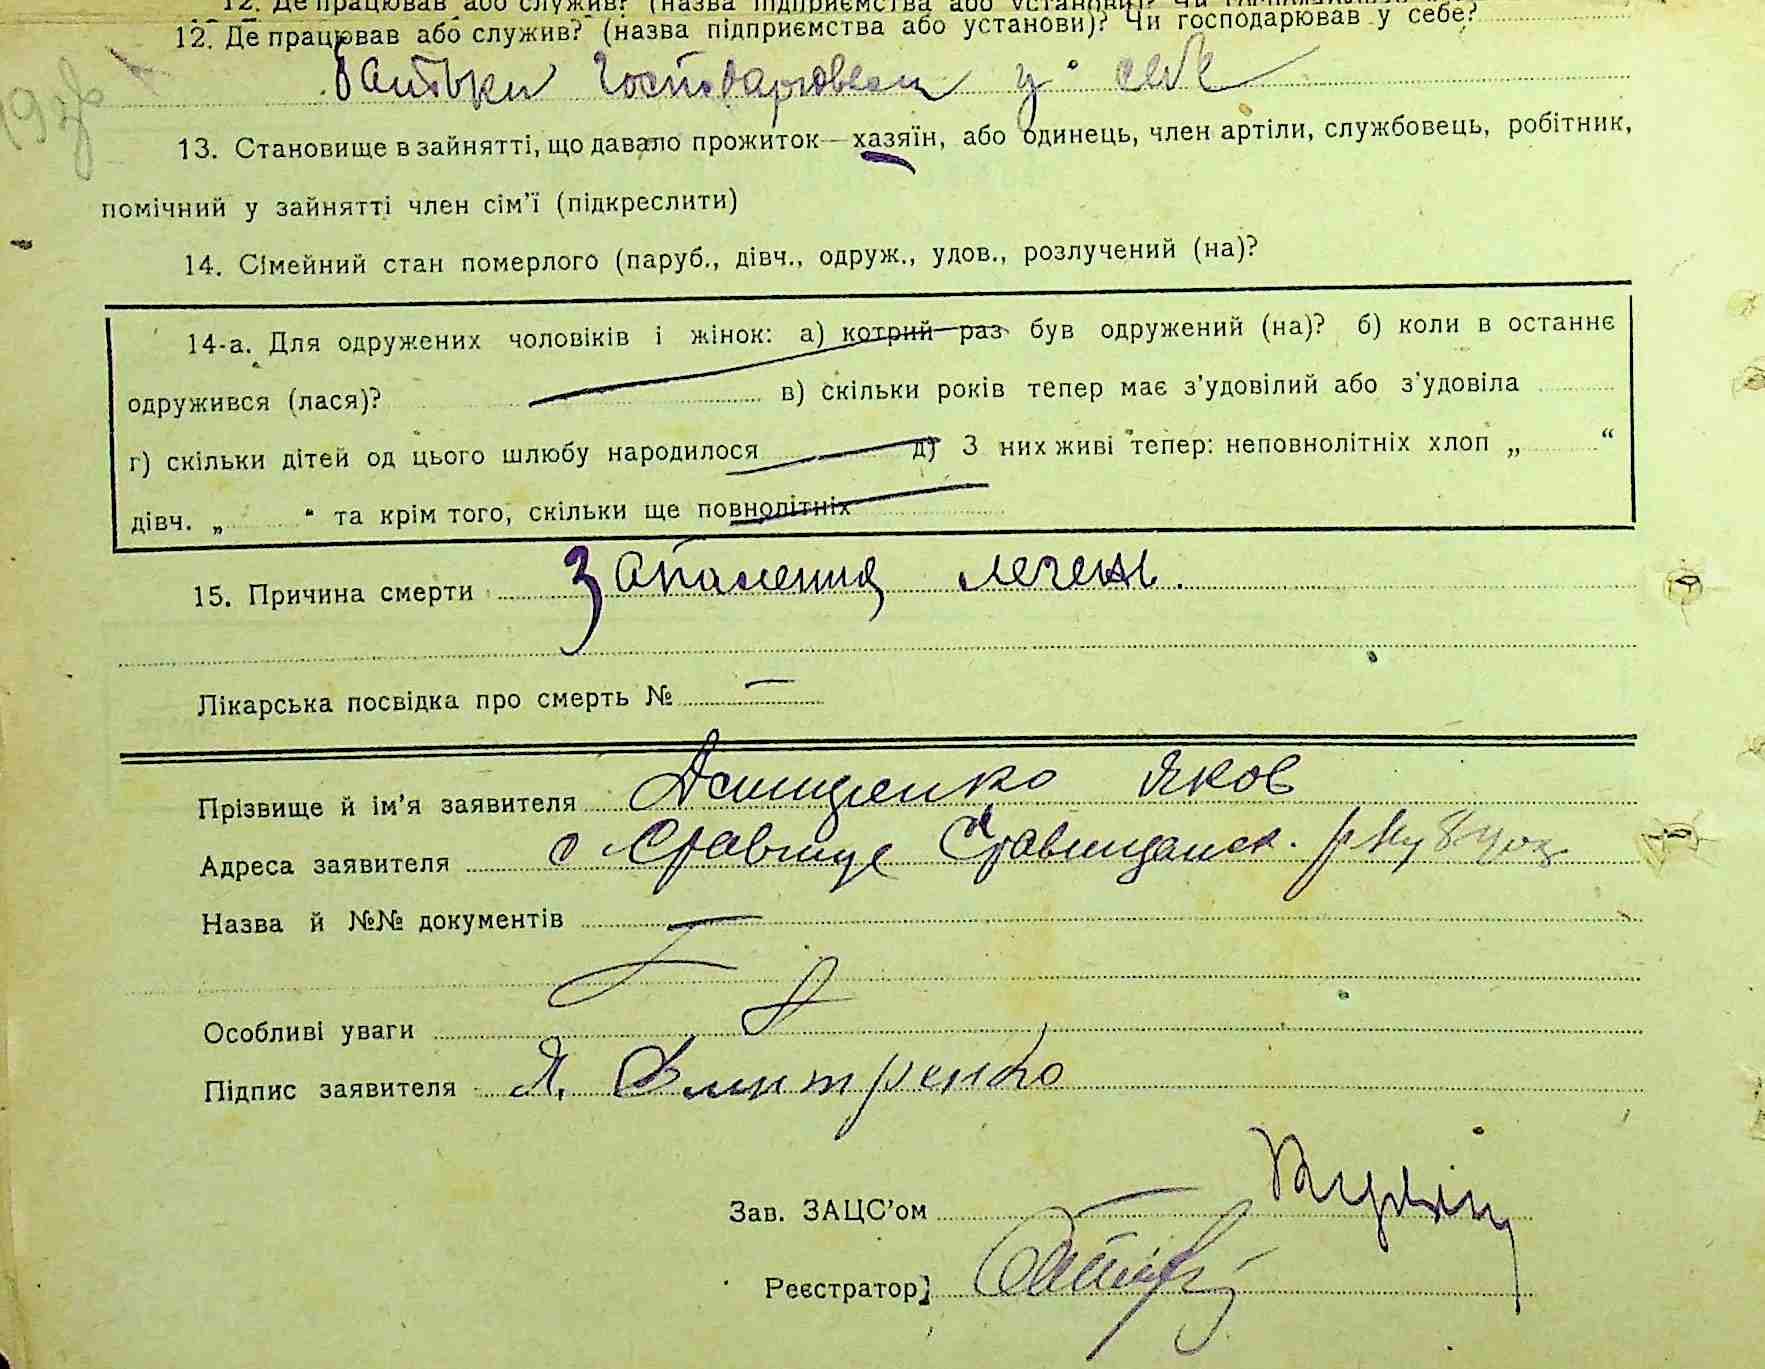 12. Де працював або служив? (назва підприємства або установи)? Чи господарював у себе?
Батьки господарювали у себе
13. Становище в зайнятті, що давало прожиток — хазяїн, або одинець, член артіли, службовець, робітник,
помічний у зайнятті член сім'ї (підкреслити)
14. Сімейний стан померлого (паруб., дівч., одруж., удов., розлучений (на)?
14-а. Для одружених чоловіків і жінок: а) котрий раз був одружений (на)? б) коли в останнє
одружився (лася)? в) скільки років тепер має з'удовілий або з'удовіла
г) скільки дітей од цього шлюбу народилося д) З них живі тепер: неповнолітніх хлоп „ “
дівч. „ “ та крім того, скільки ще повнолітніх
15. Причина смерти запалення легень.
Лікарська посвідка про смерть № —
Прізвище й ім'я заявителя Яков
Адреса заявителя с Ставище Ставищанск.
Назва й №№ документів —
Особливі уваги
Підпис заявителя Я. Дмитренко
Зав. ЗАЦС'ом
Реєстратор